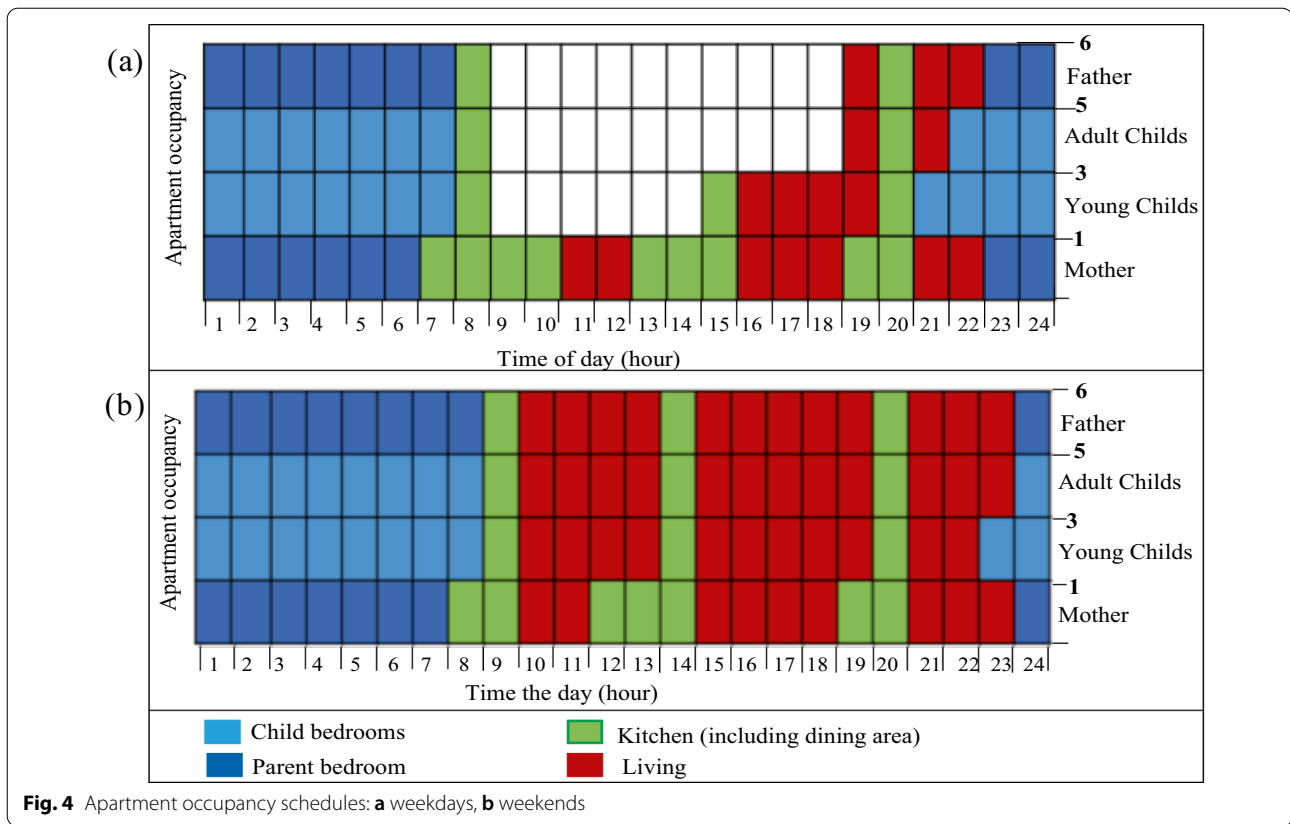 (a)
Apartment occupancy
6
Father
5
Adult Childs
3
Young Childs
1
Mother
1 2 3 4 5 6 7 8 9 10 11 12 13 14 15 16 17 18 19 20 21 22 23 24
Time of day (hour)
(b)
Apartment occupancy
6
Father
5
Adult Childs
3
Young Childs
1
Mother
1 2 3 4 5 6 7 8 9 10 11 12 13 14 15 16 17 18 19 20 21 22 23 24
Time the day (hour)
Child bedrooms Kitchen (including dining area)
Parent bedroom Living
Fig. 4 Apartment occupancy schedules: a weekdays, b weekends